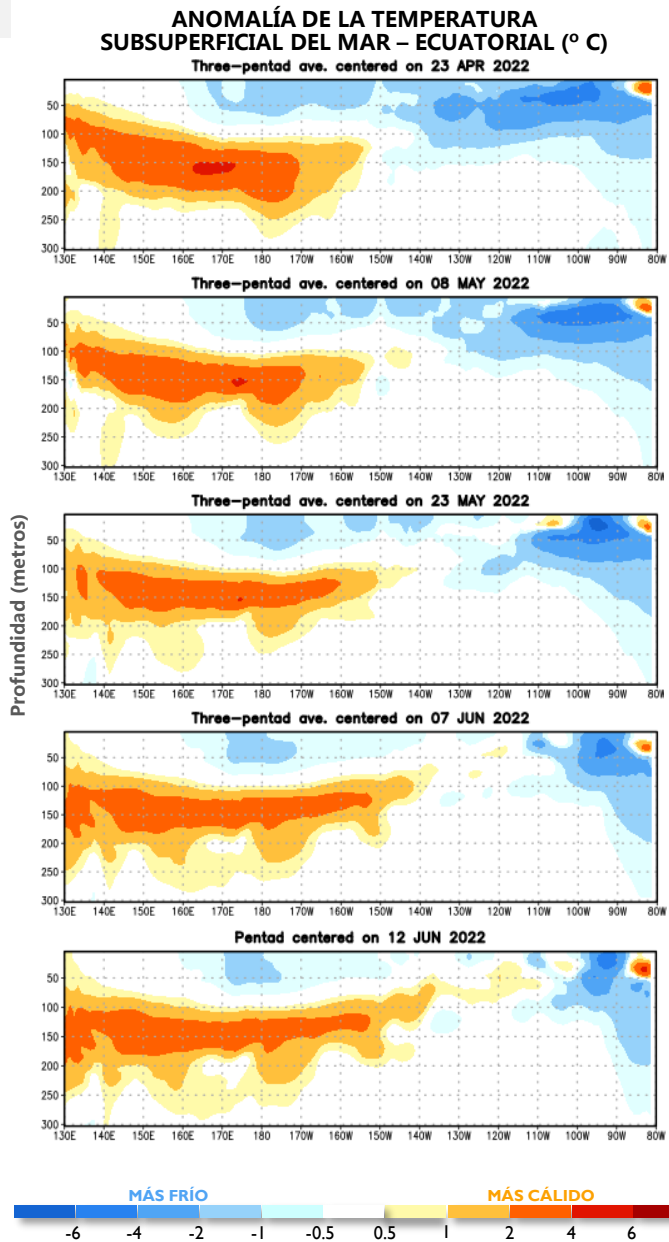 ANOMALÍA DE LA TEMPERATURA
SUBSUPERFICIAL DEL MAR – ECUATORIAL (º C)
Three-pentad ave. centered on 23 APR 2022
50
100
150
200
250
300
130E 140E 150E 160E 170E 180 170W 160W 150W 140W 130W 120W 110W 100W 90W 80W
Three-pentad ave. centered on 08 MAY 2022
50
100
150
200
250
300
130E 140E 150E 160E 170E 180 170W 160W 150W 140W 130W 120W 110W 100W 90W 80W
Three-pentad ave. centered on 23 MAY 2022
50
100
150
200
250
300
130E 140E 150E 160E 170E 180 170W 160W 150W 140W 130W 120W 110W 100W 90W 80W
Profundidad (metros)
Three-pentad ave. centered on 07 JUN 2022
50
100
150
200
250
300
130E 140E 150E 160E 170E 180 170W 160W 150W 140W 130W 120W 110W 100W 90W 80W
Pentad centered on 12 JUN 2022
50
100
150
200
250
300
130E 140E 150E 160E 170E 180 170W 160W 150W 140W 130W 120W 110W 100W 90W 80W
MÁS FRÍO MÁS CÁLIDO
-6 -4 -2 -1 -0.5 0.5 1 2 4 6